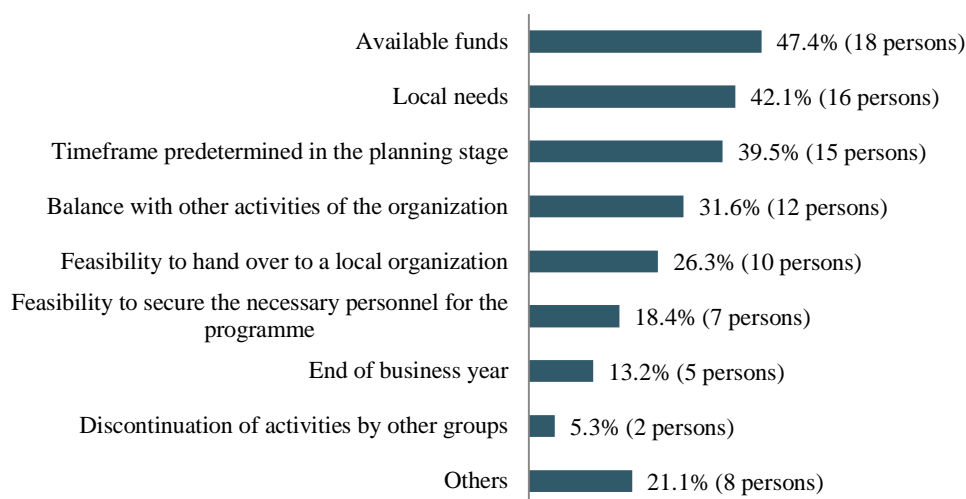 Available funds 47.4% (18 persons)
Local needs 42.1% (16 persons)
Timeframe predetermined in the planning stage 39.5% (15 persons)
Balance with other activities of the organization 31.6% (12 persons)
Feasibility to hand over to a local organization 26.3% (10 persons)
Feasibility to secure the necessary personnel for the
programme 18.4% (7 persons)
End of business year 13.2% (5 persons)
Discontinuation of activities by other groups 5.3% (2 persons)
Others 21.1% (8 persons)